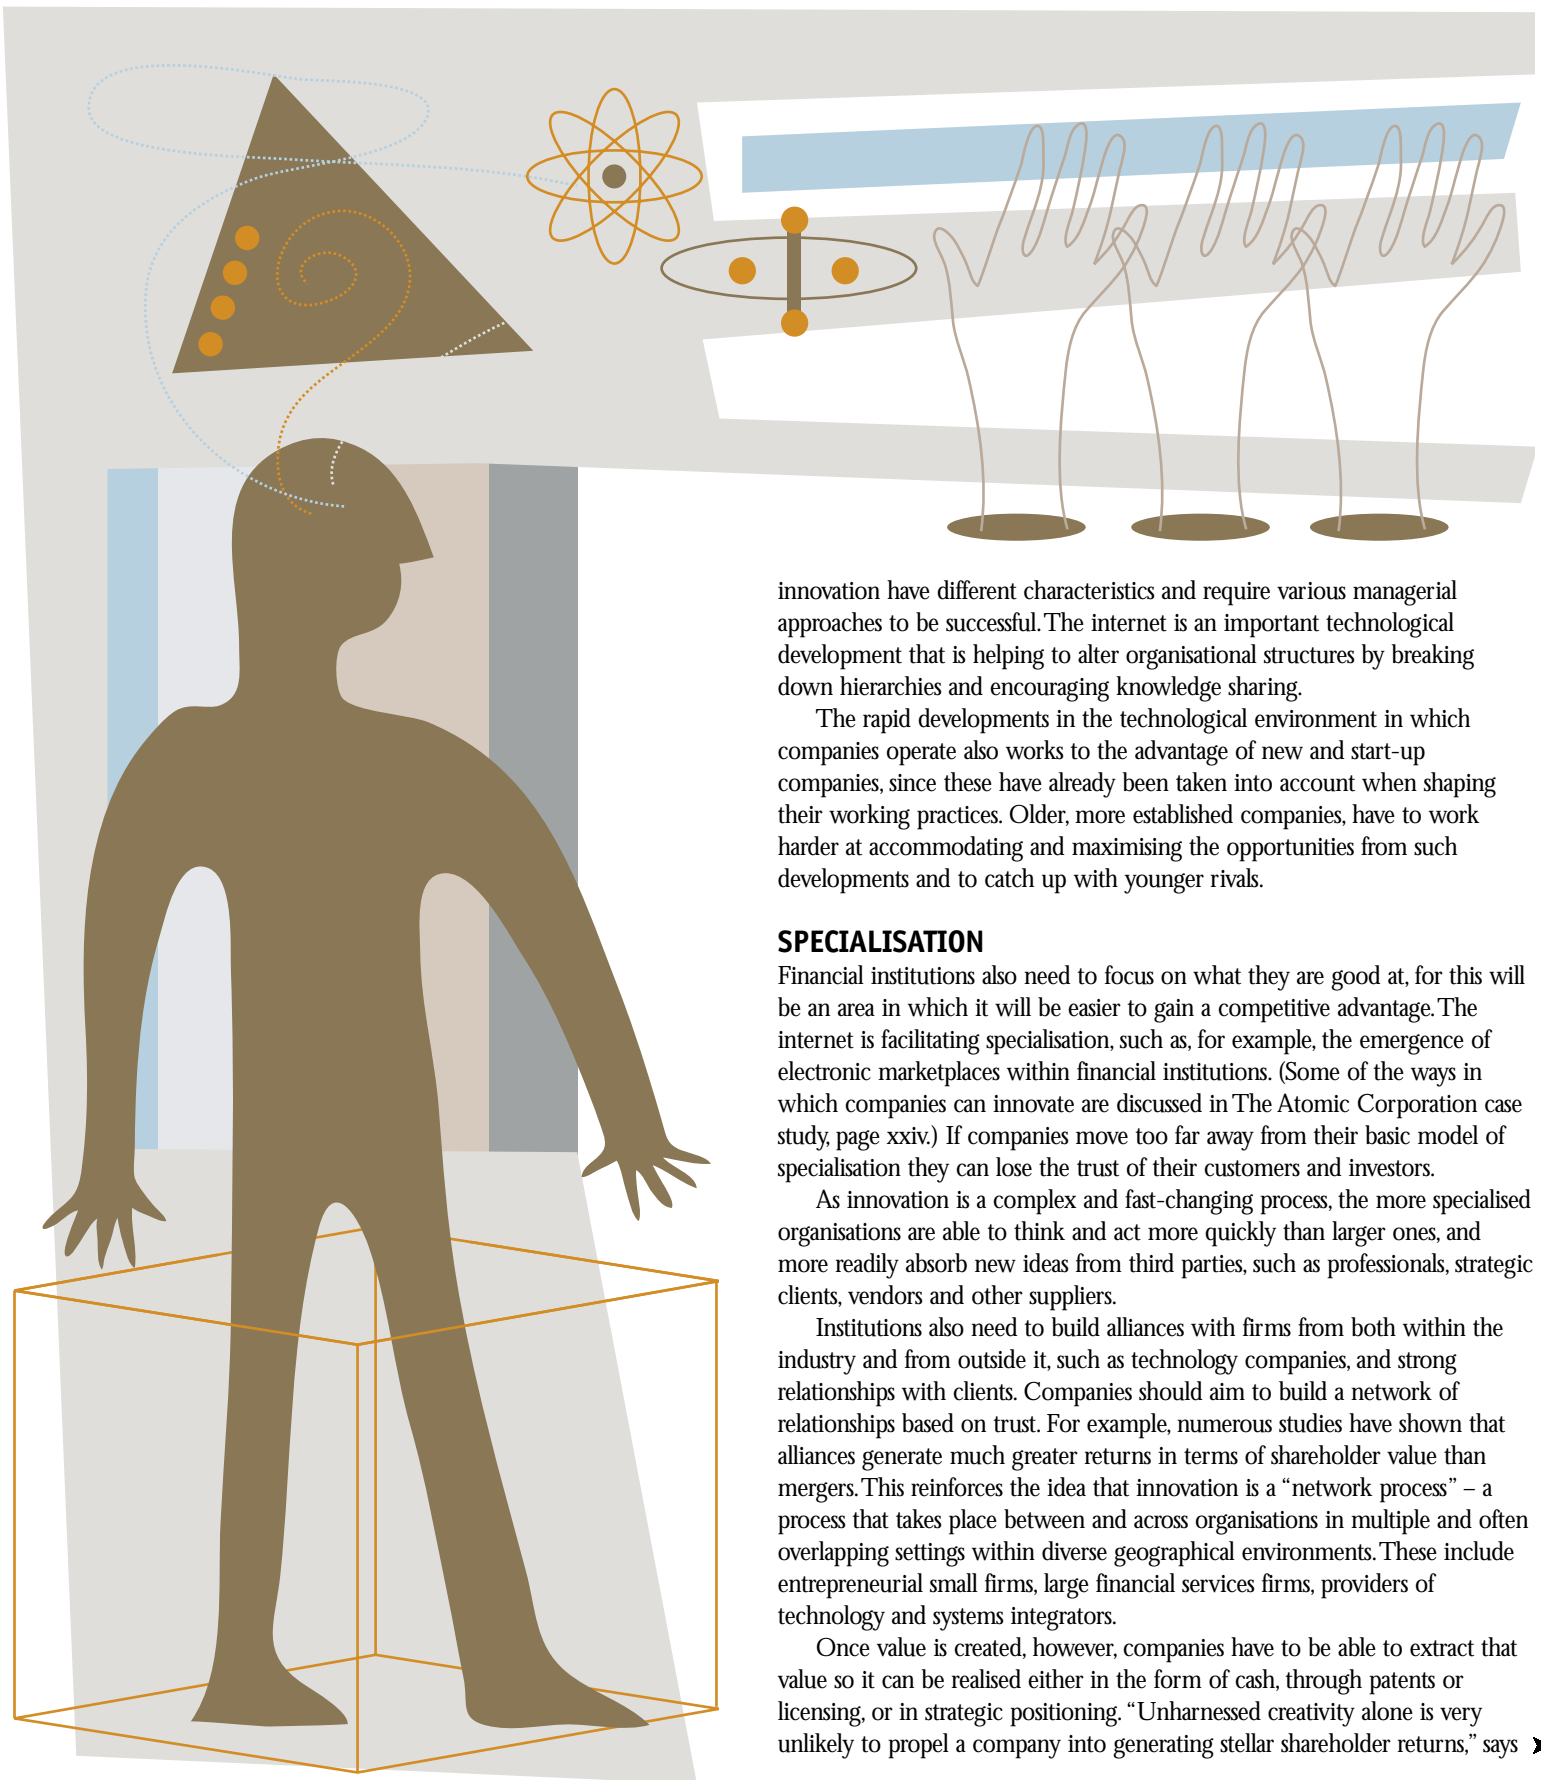 innovation have different characteristics and require various managerial
approaches to be successful. The internet is an important technological
development that is helping to alter organisational structures by breaking
down hierarchies and encouraging knowledge sharing.
The rapid developments in the technological environment in which
companies operate also works to the advantage of new and start-up
companies, since these have already been taken into account when shaping
their working practices. Older, more established companies, have to work
harder at accommodating and maximising the opportunities from such
developments and to catch up with younger rivals.
SPECIALISATION
Financial institutions also need to focus on what they are good at, for this will
be an area in which it will be easier to gain a competitive advantage. The
internet is facilitating specialisation, such as, for example, the emergence of
electronic marketplaces within financial institutions. (Some of the ways in
which companies can innovate are discussed in The Atomic Corporation case
study, page xxiv.) If companies move too far away from their basic model of
specialisation they can lose the trust of their customers and investors.
As innovation is a complex and fast-changing process, the more specialised
organisations are able to think and act more quickly than larger ones, and
more readily absorb new ideas from third parties, such as professionals, strategic
clients, vendors and other suppliers.
Institutions also need to build alliances with firms from both within the
industry and from outside it, such as technology companies, and strong
relationships with clients. Companies should aim to build a network of
relationships based on trust. For example, numerous studies have shown that
alliances generate much greater returns in terms of shareholder value than
mergers. This reinforces the idea that innovation is a “network process” – a
process that takes place between and across organisations in multiple and often
overlapping settings within diverse geographical environments. These include
entrepreneurial small firms, large financial services firms, providers of
technology and systems integrators.
Once value is created, however, companies have to be able to extract that
value so it can be realised either in the form of cash, through patents or
licensing, or in strategic positioning. “Unharnessed creativity alone is very
unlikely to propel a company into generating stellar shareholder returns,” says